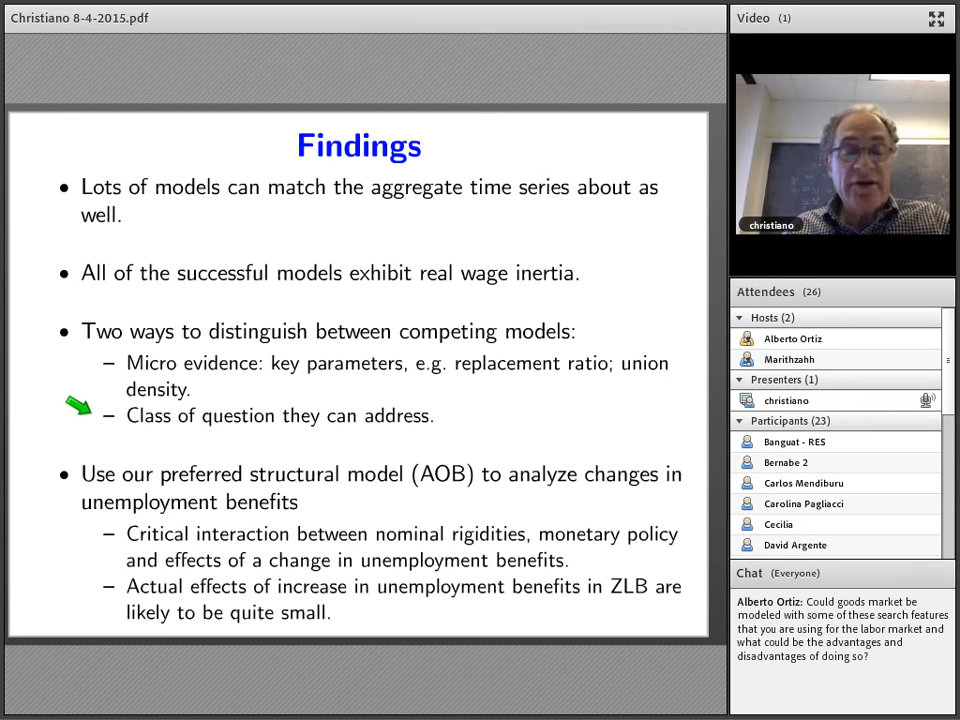 Christiano 8-4-2015.pdf
Findings
• Lots of models can match the aggregate time series about as
well.
• All of the successful models exhibit real wage inertia.
• Two ways to distinguish between competing models:
– Micro evidence: key parameters, e.g. replacement ratio; union
density.
– Class of question they can address.
• Use our preferred structural model (AOB) to analyze changes in
unemployment benefits
– Critical interaction between nominal rigidities, monetary policy
and effects of a change in unemployment benefits.
– Actual effects of increase in unemployment benefits in ZLB are
likely to be quite small.
Video (1)
christiano
Attendees (26)
Hosts (2)
Alberto Ortiz
Marithzahh
Presenters (1)
christiano
Participants (23)
Banguat - RES
Bernabe 2
Carlos Mendiburu
Carolina Pagliacci
Cecilia
David Argente
Chat (Everyone)
Alberto Ortiz: Could goods market be
modeled with some of these search features
that you are using for the labor market and
what could be the advantages and
disadvantages of doing so?